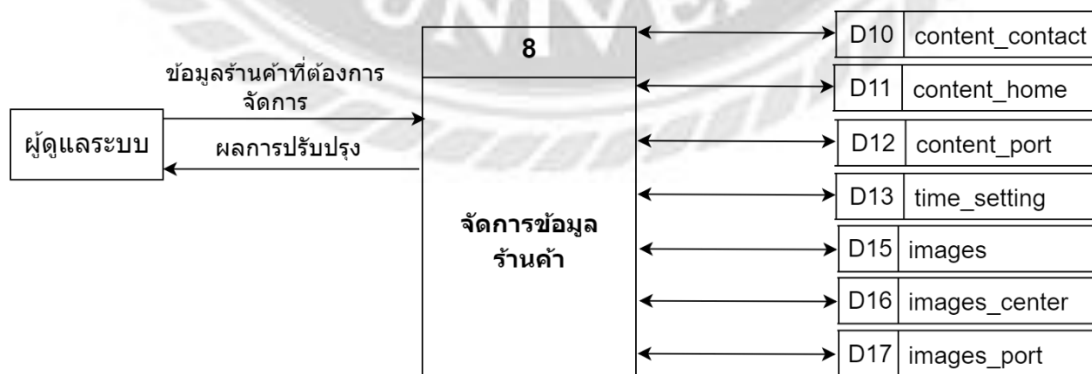 UNIVE
8
ข้อมูลร้านค้าที่ต้องการ
จัดการ
ผู้ดูแลระบบ
ผลการปรับปรุง
จัดการข้อมูล
ร้านค้า
D10 content_contact
D11 content_home
D12 content_port
D13 time_setting
D15 images
D16 images_center
D17 images_port